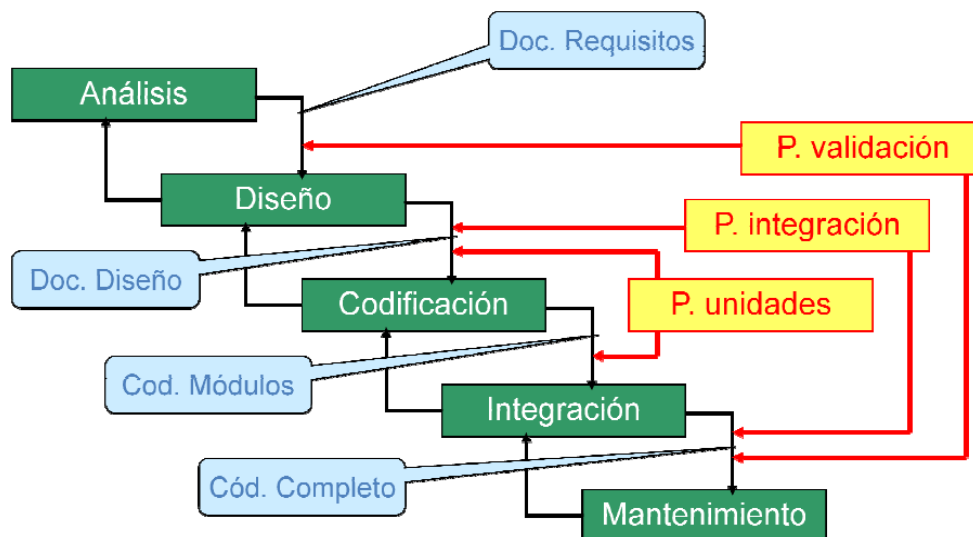 Doc. Requisitos
Análisis
P. validación
Diseño
P. integración
Doc. Diseño
Codificación
P. unidades
Cod. Módulos
Integración
Cód. Completo
Mantenimiento